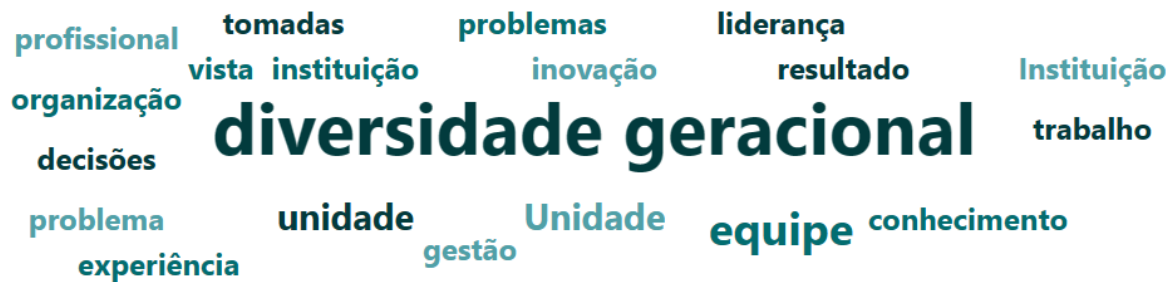 tomadas problemas liderança
profissional
vista instituição inovação resultado Instituição
organização
diversidade geracional trabalho
decisões
problema unidade Unidade equipe conhecimento
gestão
experiência